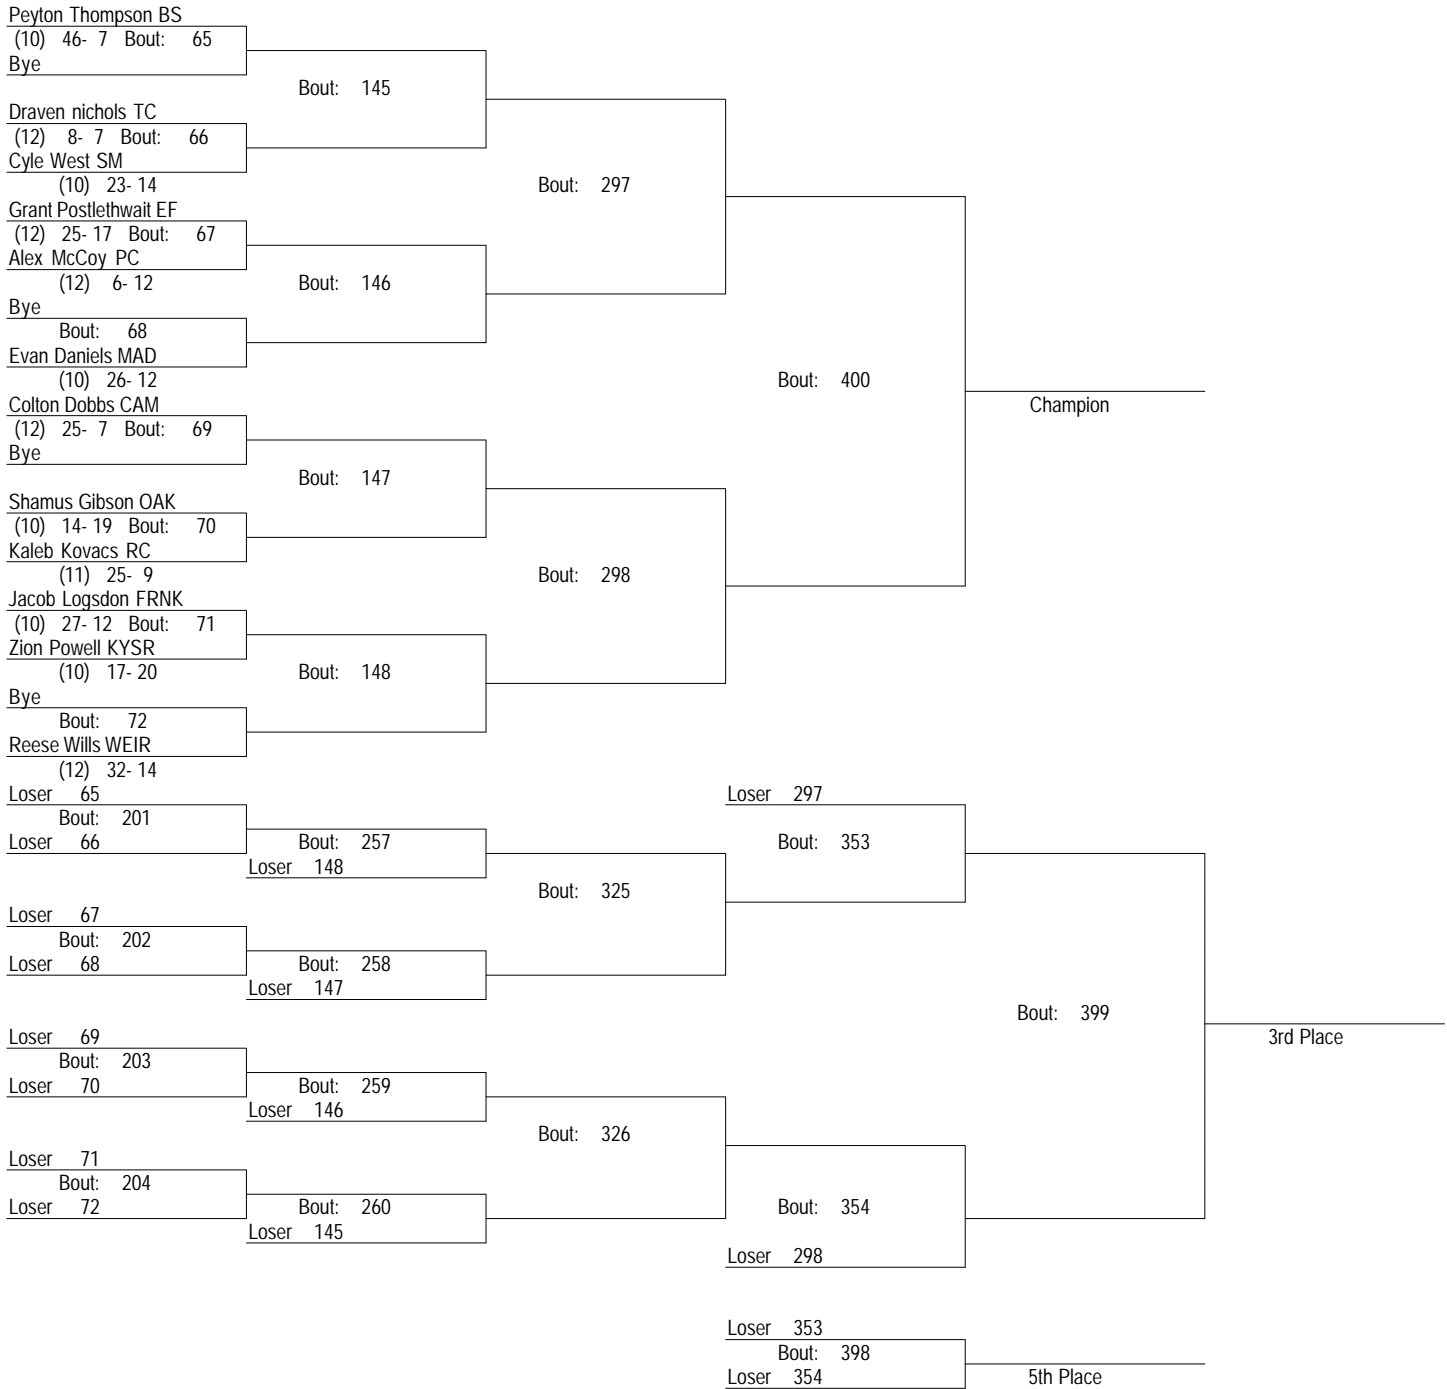 Peyton Thompson BS
(10) 46- 7 Bout: 65
Bye
Bout: 145
Draven nichols TC
(12) 8- 7 Bout: 66
Cyle West SM
(10) 23- 14
Bout: 297
Grant Postlethwait EF
(12) 25- 17 Bout: 67
Alex McCoy PC
(12) 6- 12
Bout: 146
Bye
Bout: 68
Evan Daniels MAD
(10) 26- 12
Bout: 400
Champion
Colton Dobbs CAM
(12) 25- 7 Bout: 69
Bye
Bout: 147
Shamus Gibson OAK
(10) 14- 19 Bout: 70
Kaleb Kovacs RC
(11) 25- 9
Bout: 298
Jacob Logsdon FRNK
(10) 27- 12 Bout: 71
Zion Powell KYSR
(10) 17- 20
Bout: 148
Bye
Bout: 72
Reese Wills WEIR
(12) 32- 14
Loser 65
Bout: 201
Loser 66
Bout: 257
Loser 148
Loser 297
Bout: 353
Bout: 325
Loser 67
Bout: 202
Loser 68
Bout: 258
Loser 147
Bout: 399
3rd Place
Loser 69
Bout: 203
Loser 70
Bout: 259
Loser 146
Bout: 326
Loser 71
Bout: 204
Loser 72
Bout: 260
Loser 145
Bout: 354
Loser 298
Loser 353
Bout: 398
Loser 354
5th Place